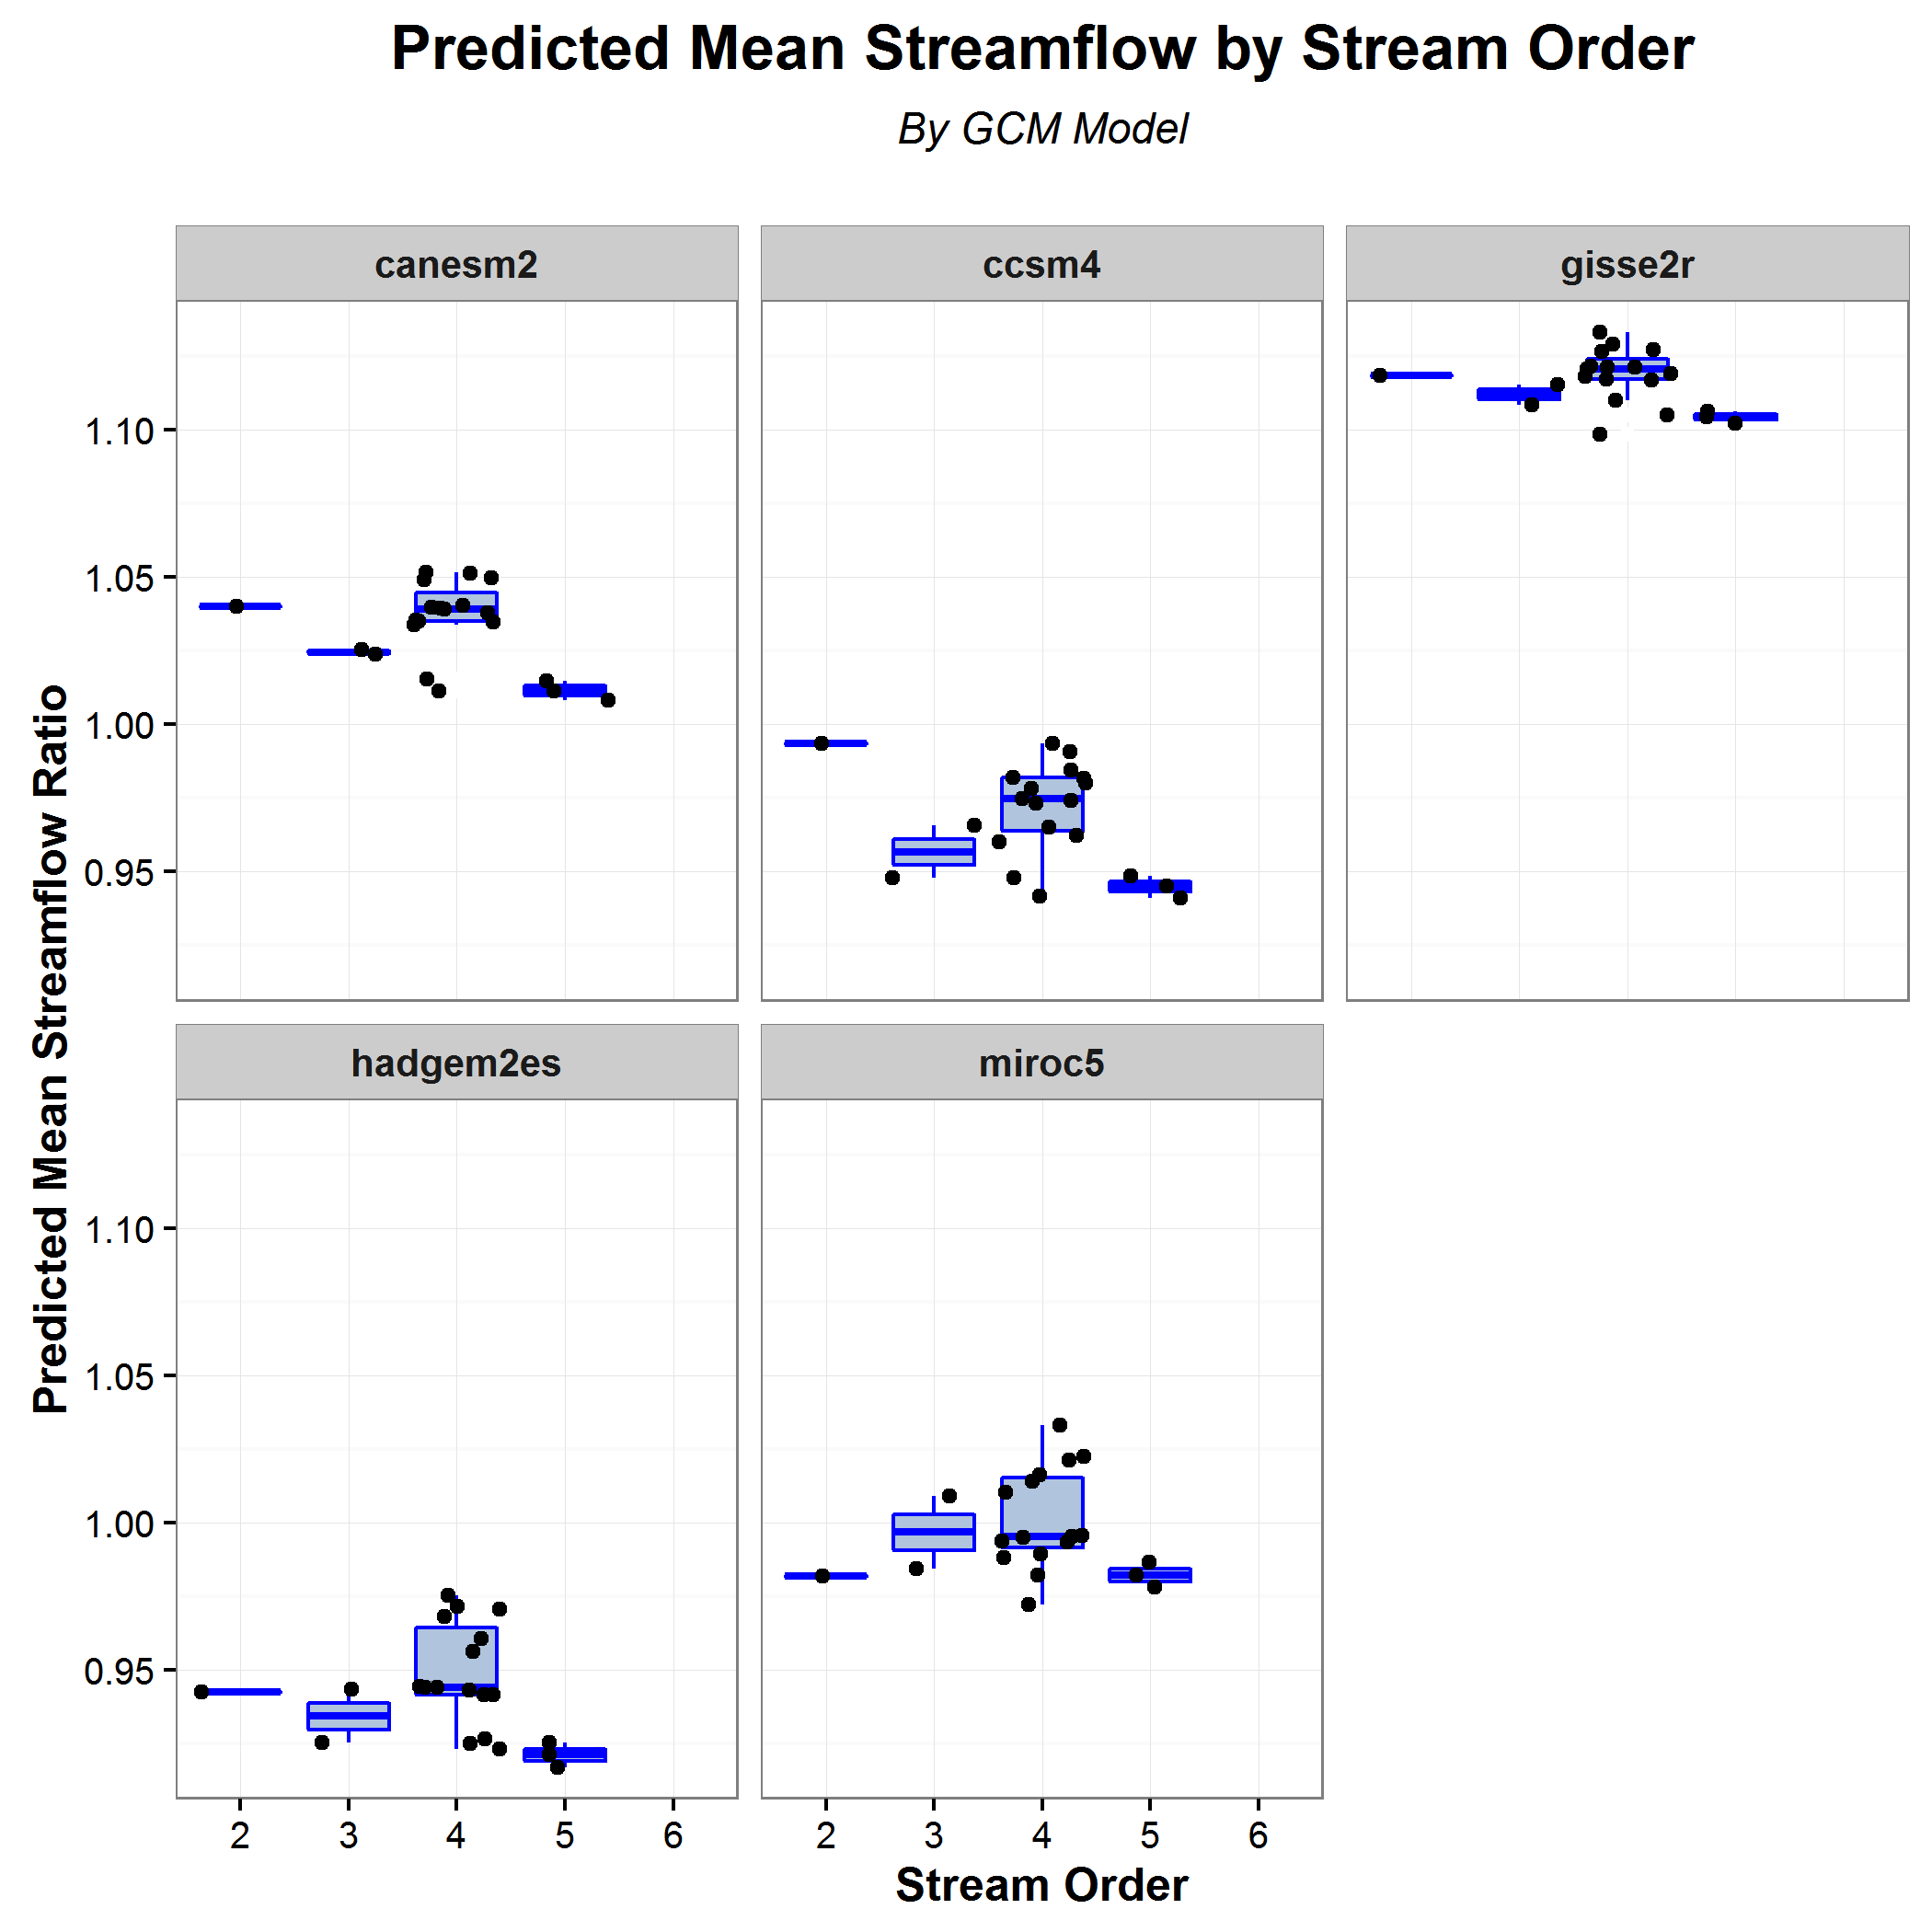 Predicted Mean Streamflow by Stream Order
By GCM Model
canesm2
ccsm4
gisse2r
1.10
1.05
1.00
0.95
Predicted Mean Streamflow Ratio
hadgem2es
miroc5
1.10
1.05
1.00
0.95
2 3 4 5 6
2 3 4 5 6
Stream Order